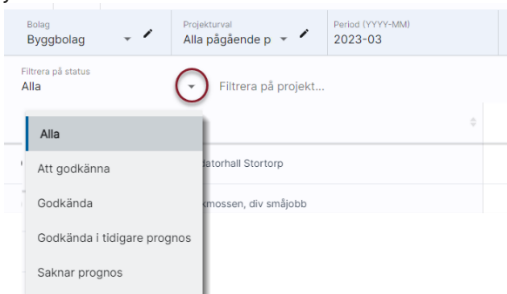 Bolag Projekturval Period (YYYY-MM)
Byggbolag Alla pågående p 2023-03
Filtrera på status
Alla Filtrera på projekt...
Alla
Att godkänna datorhall Stortorp
Godkända kmossen, div småjobb
Godkända i tidigare prognos
Saknar prognos